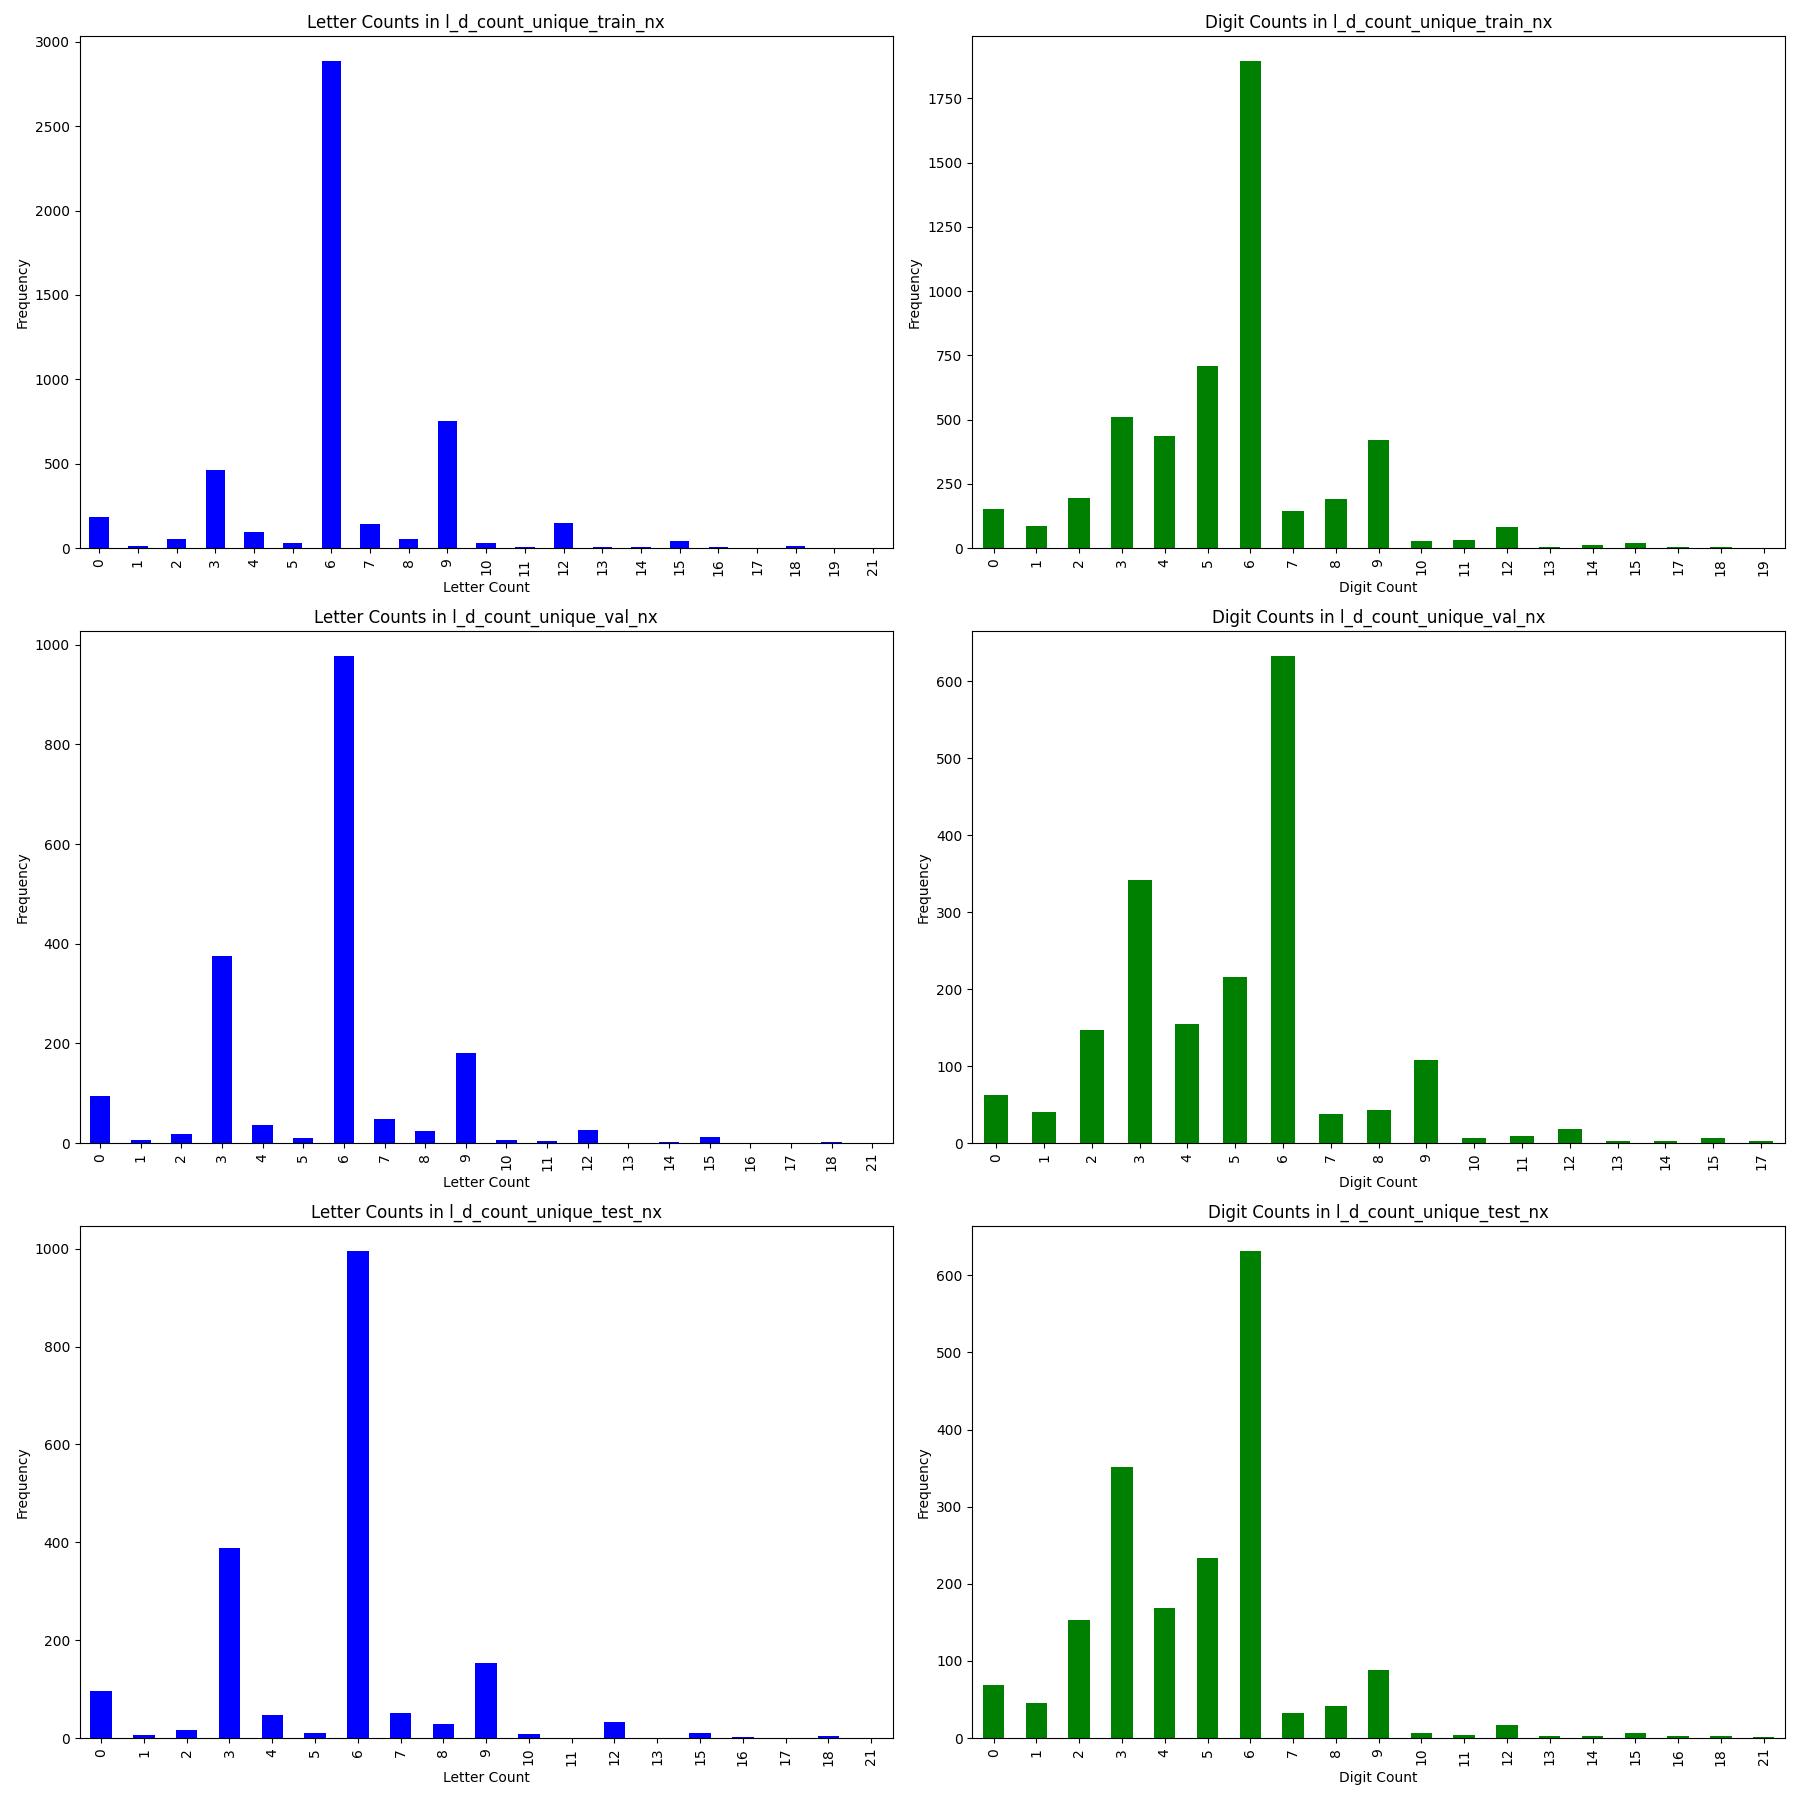 Letter Counts in l_d_count_unique_train_nx
Frequency
3000
2500
2000
1500
1000
500
0
0 1 2 3 4 5 6 7 8 9 10 11 12 13 14 15 16 17 18 19 21
Letter Count
Digit Counts in l_d_count_unique_train_nx
Frequency
1750
1500
1250
1000
750
500
250
0
0 1 2 3 4 5 6 7 8 9 10 11 12 13 14 15 17 18 19
Digit Count
Letter Counts in l_d_count_unique_val_nx
Frequency
1000
800
600
400
200
0
0 1 2 3 4 5 6 7 8 9 10 11 12 13 14 15 16 17 18 21
Letter Count
Digit Counts in l_d_count_unique_val_nx
Frequency
600
500
400
300
200
100
0
0 1 2 3 4 5 6 7 8 9 10 11 12 13 14 15 17
Digit Count
Letter Counts in l_d_count_unique_test_nx
Frequency
1000
800
600
400
200
0
0 1 2 3 4 5 6 7 8 9 10 11 12 13 15 16 17 18 21
Letter Count
Digit Counts in l_d_count_unique_test_nx
Frequency
600
500
400
300
200
100
0
0 1 2 3 4 5 6 7 8 9 10 11 12 13 14 15 16 18 21
Digit Count